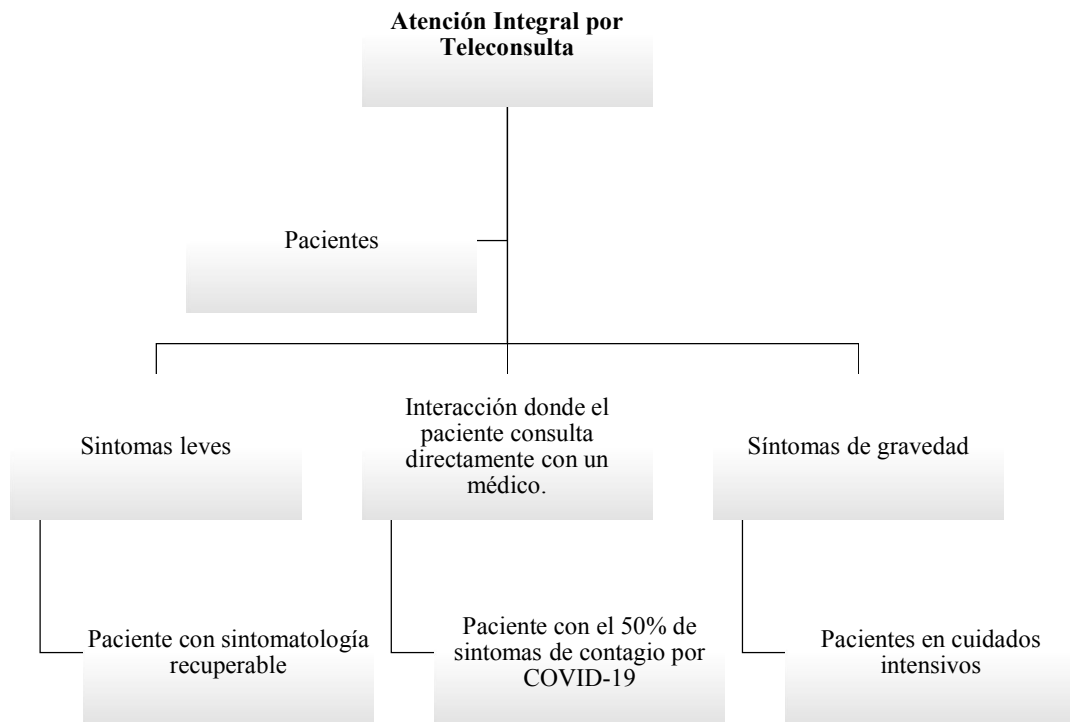 Atención Integral por
Teleconsulta
Pacientes
Sintomas leves
Interacción donde el
paciente consulta
directamente con un
médico.
Síntomas de gravedad
Paciente con sintomatología
recuperable
Paciente con el 50% de
sintomas de contagio por
COVID-19
Pacientes en cuidados
intensivos